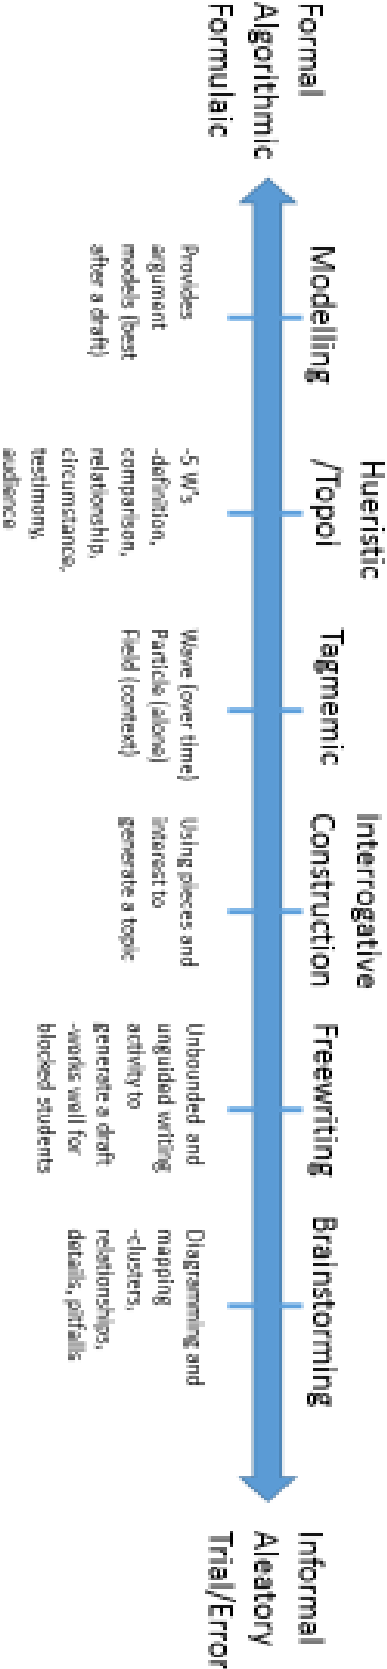 Formal
Algorithmic
Formulaic
Modelling
Provides
argument
models (best
after a draft)
Hueristic
/Topoi
-5 W's
-definition,
comparison,
relationship,
circumstance,
testimony,
audience
Tagmemic
Wave (over time)
Particle (alone)
Field (context)
Interrogative
Construction
Using pieces and
interest to
generate a topic
Freewriting
Unbounded and
unguided writing
activity to
generate a draft
-works well for
blocked students
Brainstorming
Diagramming and
mapping
-clusters,
relationships,
details, pitfalls
Informal
Aleatory
Trial/Error